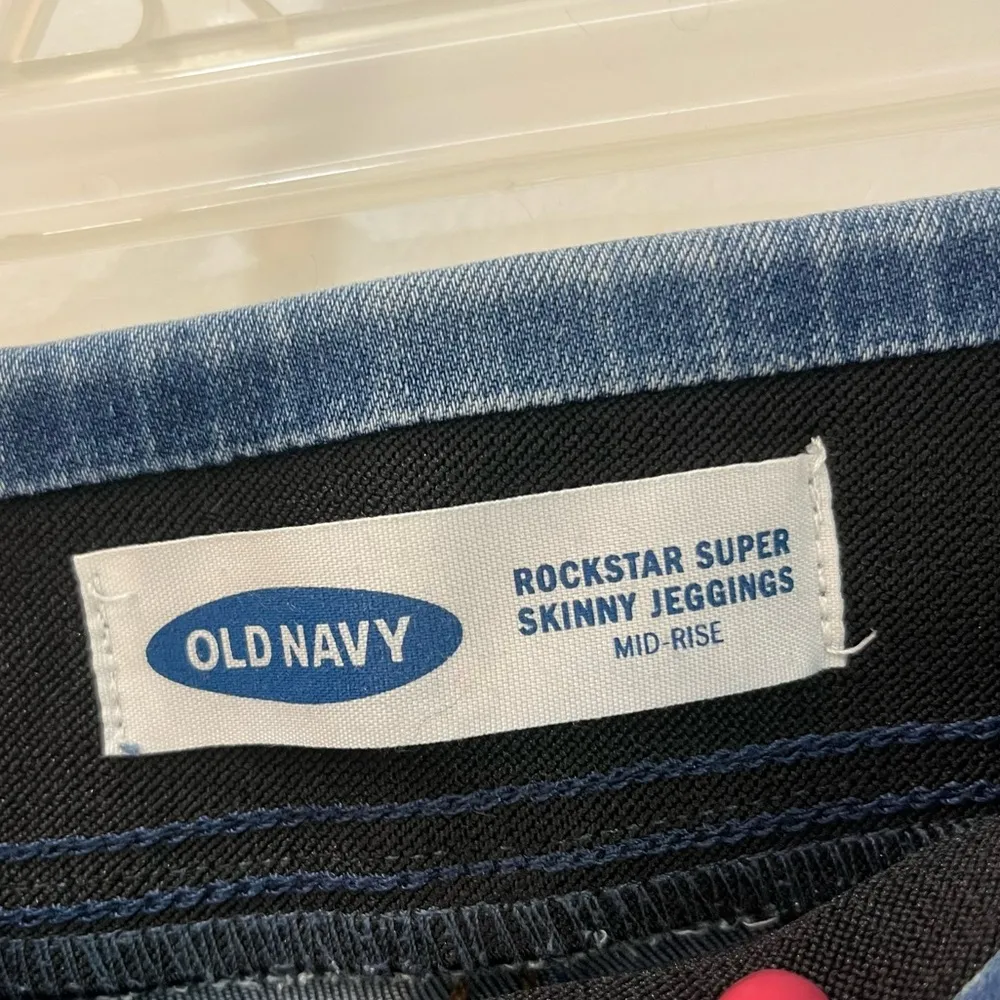 OLD NAVY
ROCKSTAR SUPER
SKINNY JEGGINGS
MID-RISE